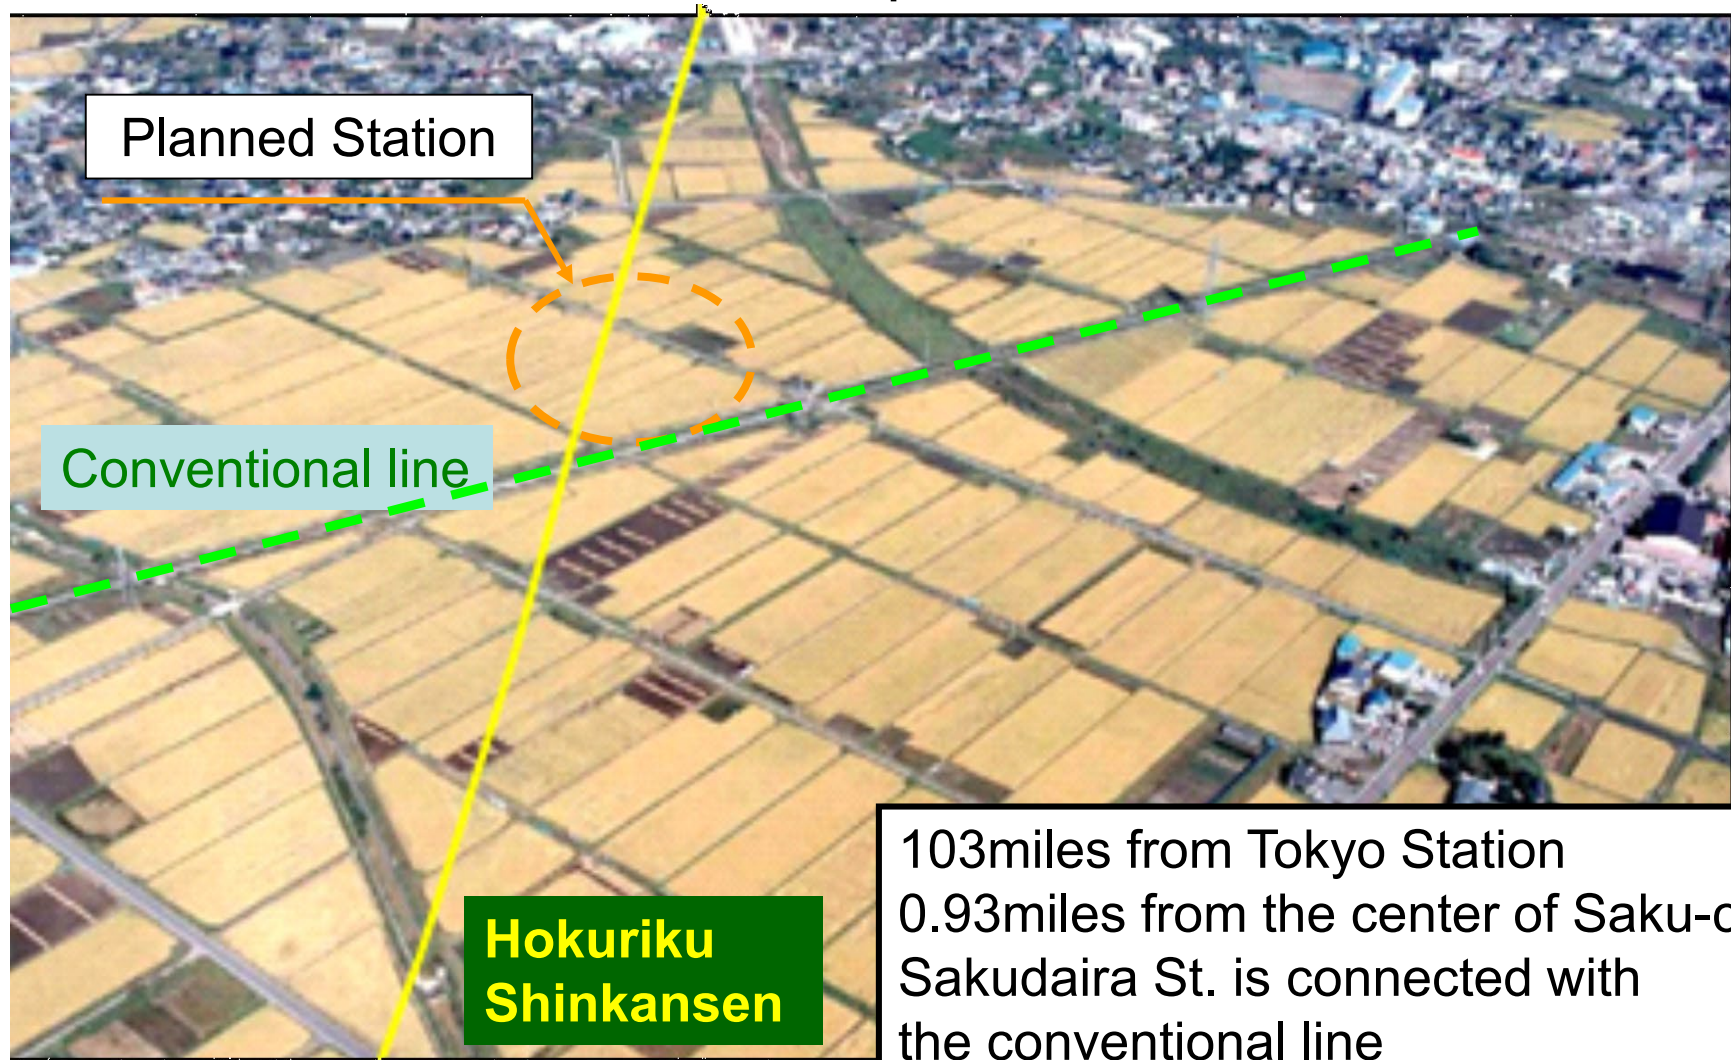 Planned Station
Conventional line
Hokuriku
Shinkansen
103miles from Tokyo Station
0.93miles from the center of
Sakudaira St. is connected with
the conventional line